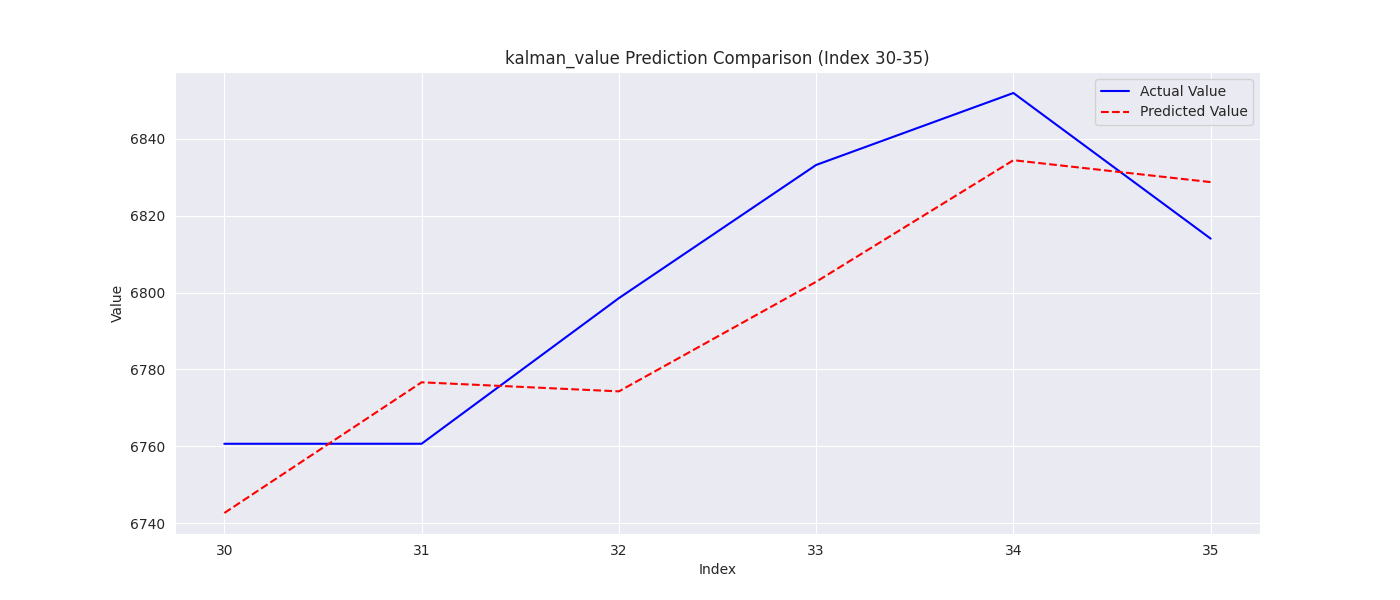 kalman_value Prediction Comparison (Index 30-35)
Actual Value
Predicted Value
Value
6840
6820
6800
6780
6760
6740
30 31 32 33 34 35
Index